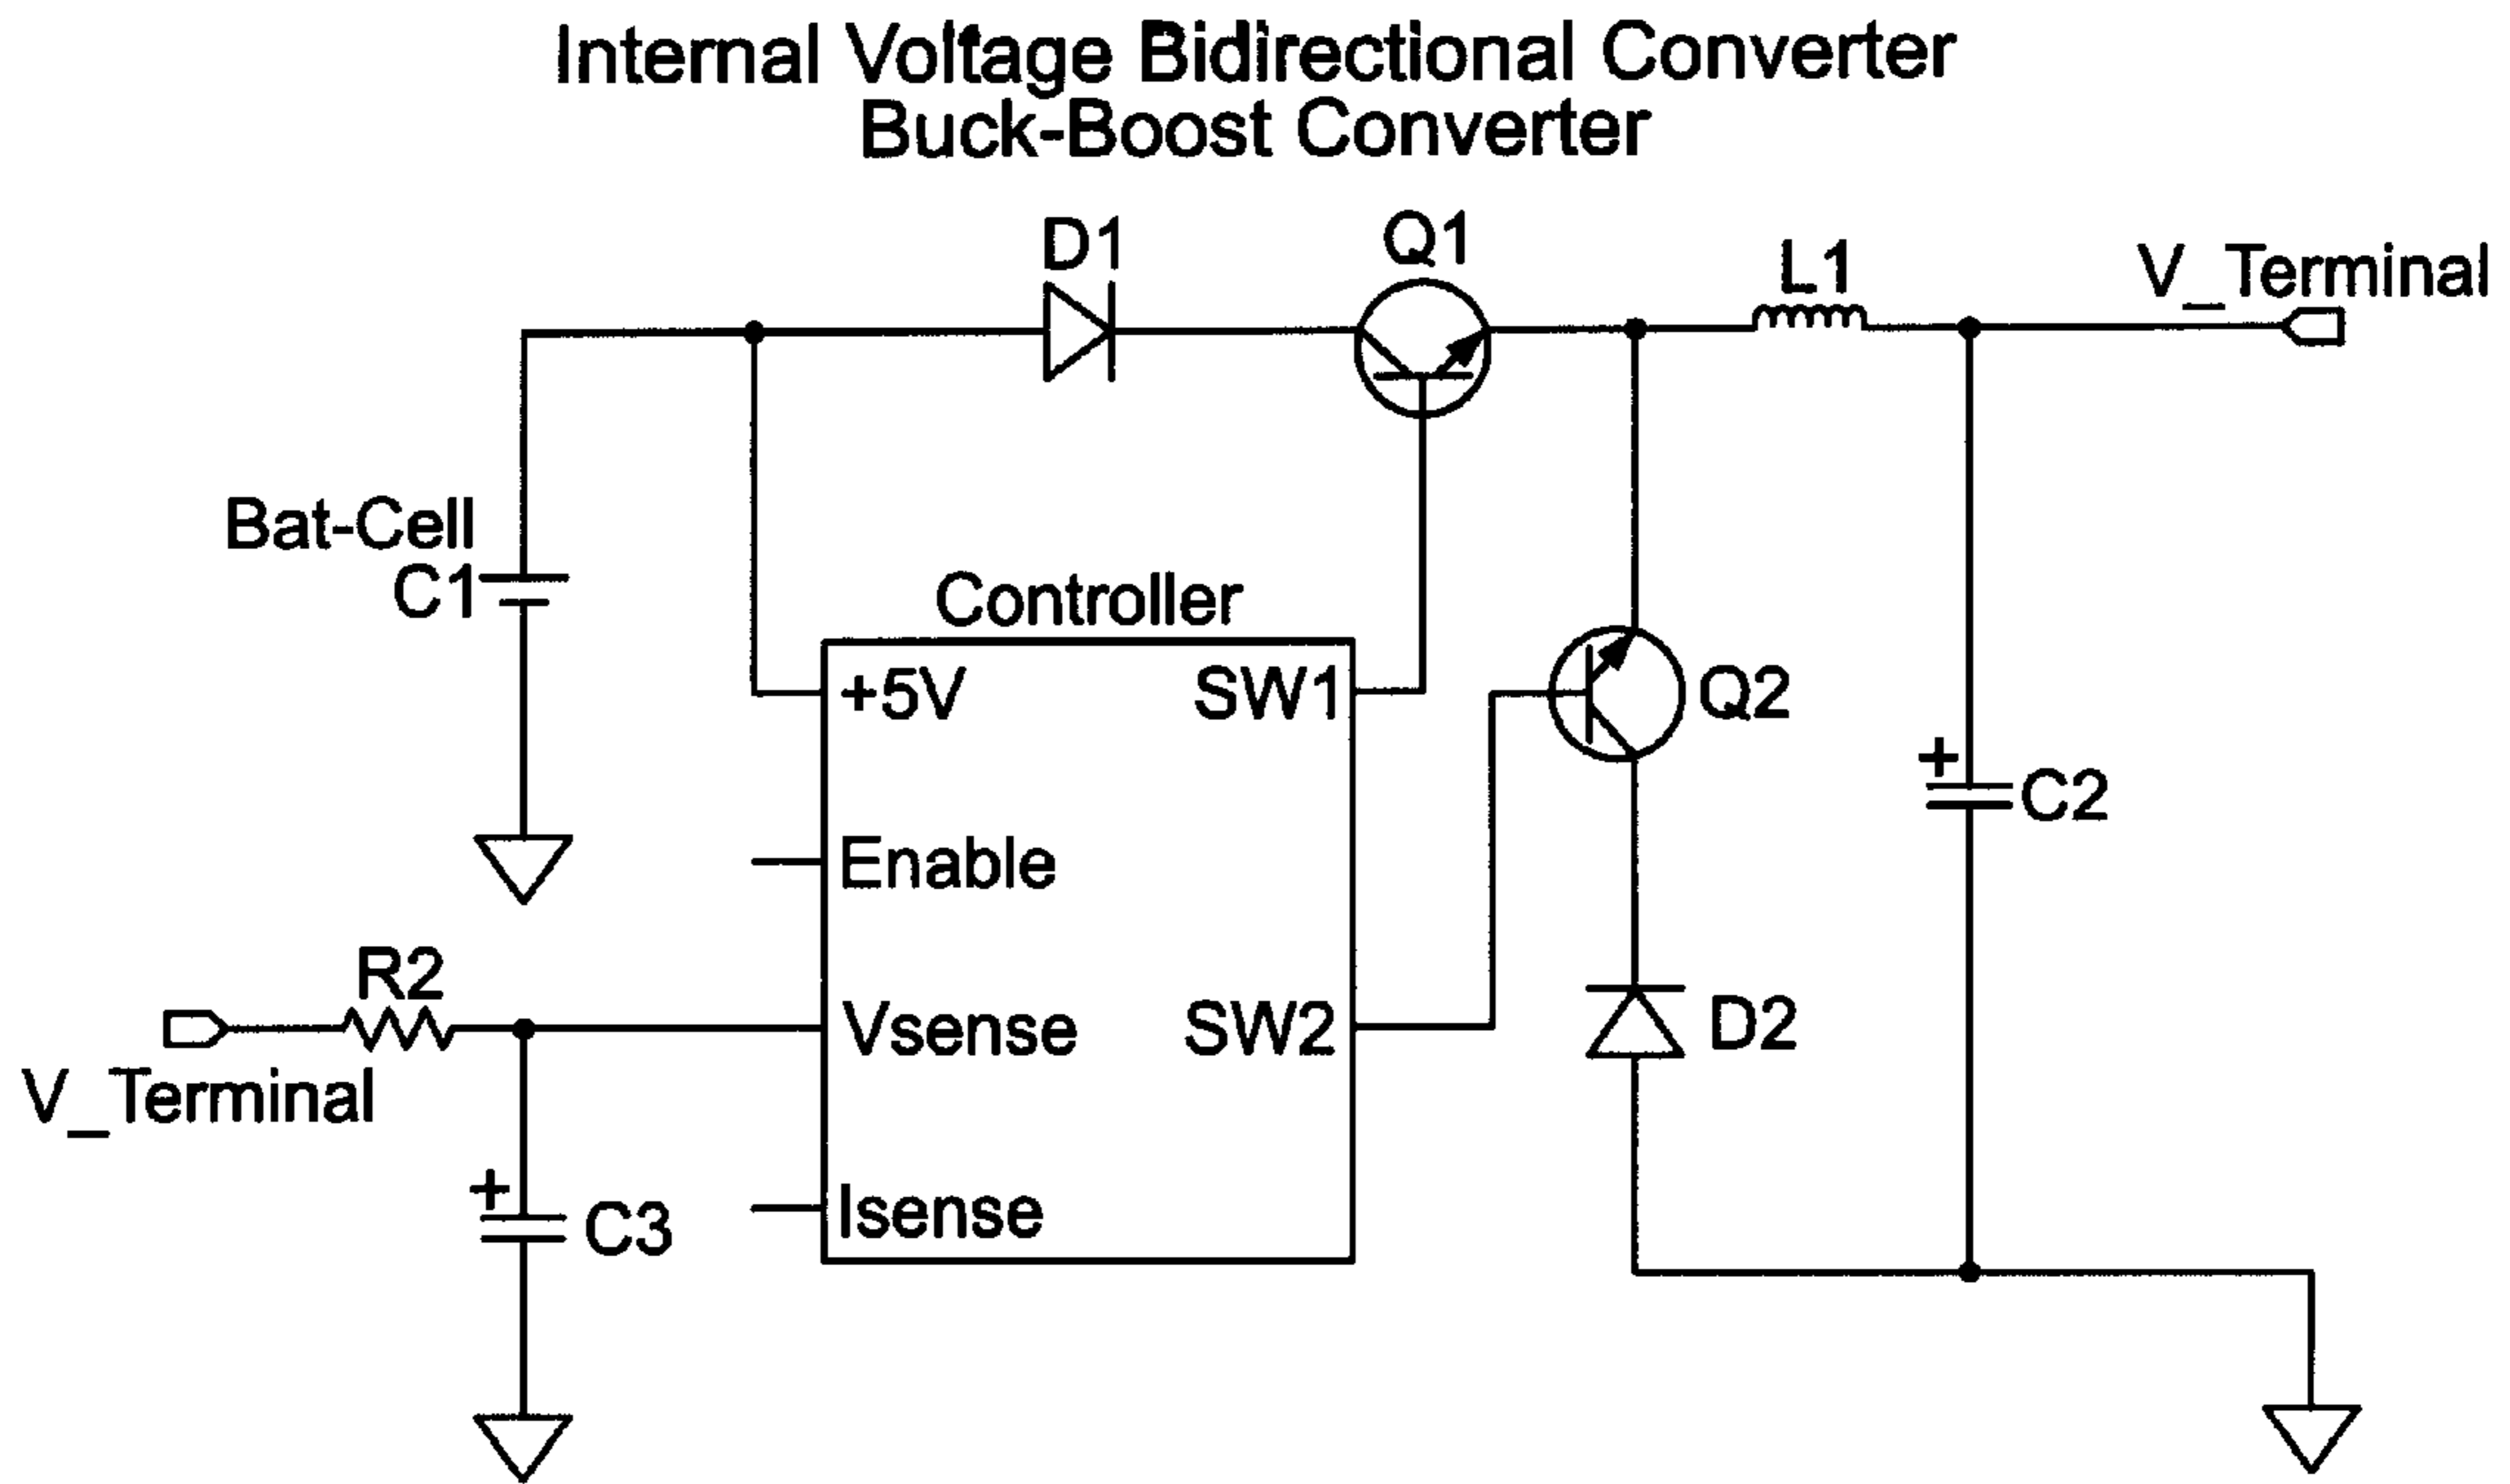 Internal Voltage Bidirectional Converter
Buck-Boost Converter
D1
Q1
L1
V_Terminal
Bat-Cell
C1
Controller
+5V
SW1
Q2
+
C2
Enable
R2
Vsense
SW2
D2
V_Terminal
+
C3
Isense